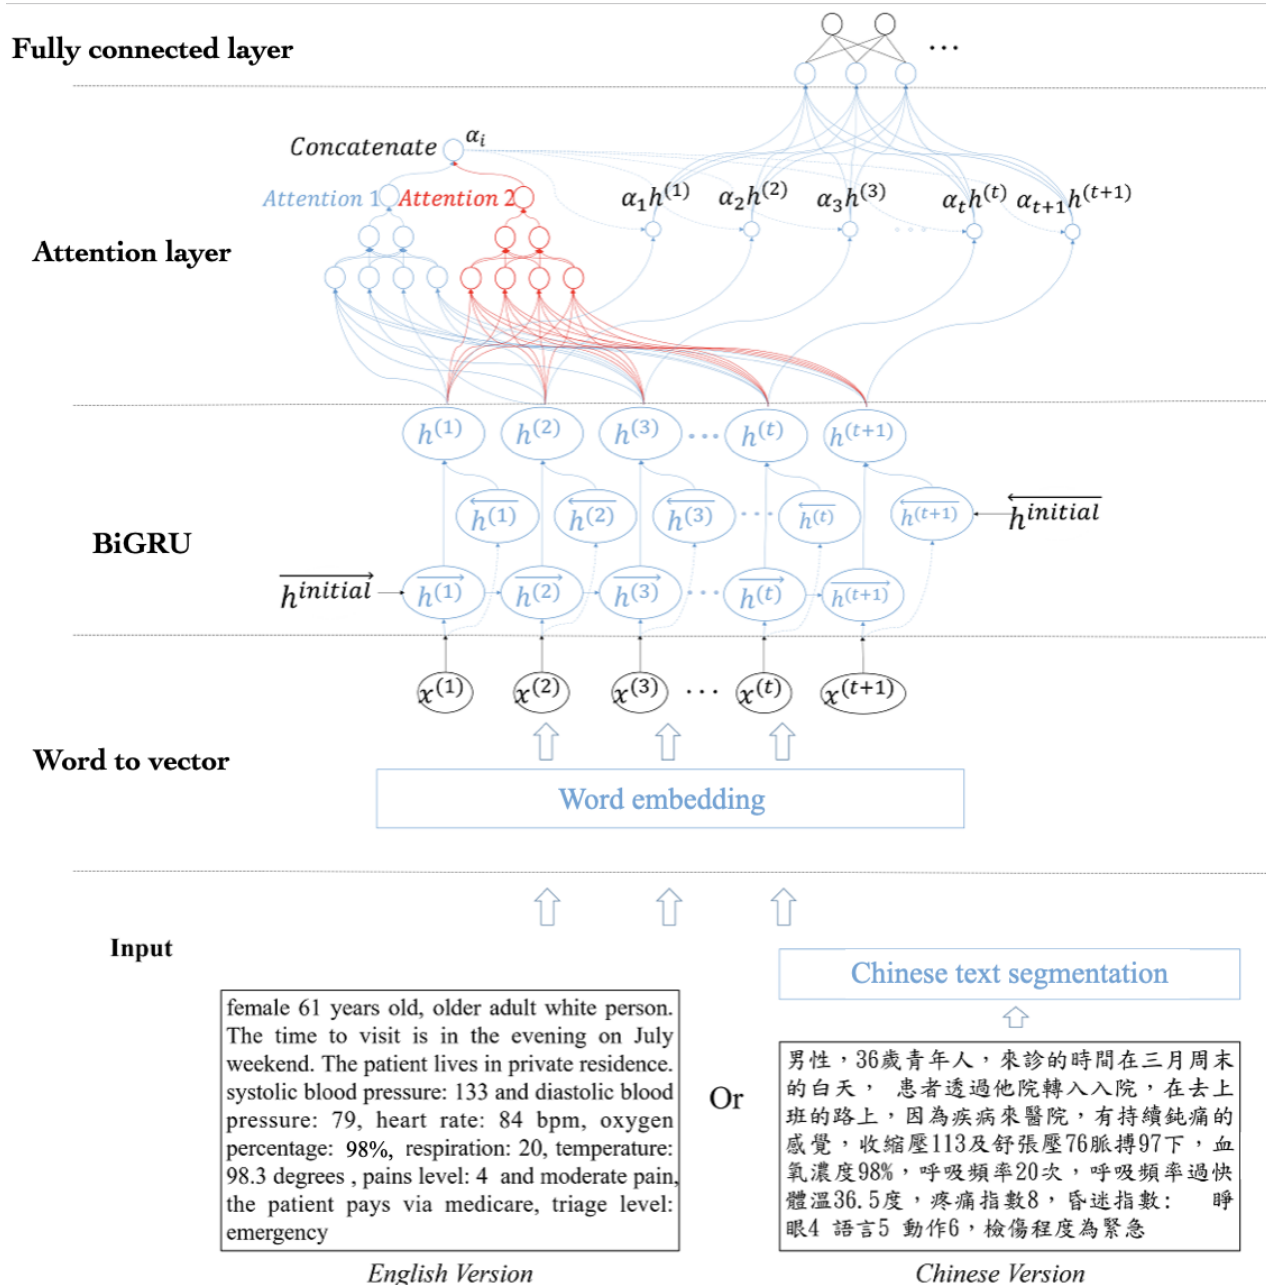 Fully connected layer
...
Concatenate α_i
Attention 1 Attention 2
α_1h^(1) α_2h^(2) α_3h^(3) ... α_th^(t) α_{t+1}h^(t+1)
Attention layer
h^(1) h^(2) h^(3) ... h^(t) h^(t+1)
BiGRU
←h^(1) ←h^(2) ←h^(3) ... ←h^(t) ←h^(t+1) ←h^initial
→h^initial →h^(1) →h^(2) →h^(3) ... →h^(t) →h^(t+1)
x^(1) x^(2) x^(3) ... x^(t) x^(t+1)
Word to vector
Word embedding
Input
Chinese text segmentation
female 61 years old, older adult white person.
The time to visit is in the evening on July
weekend. The patient lives in private residence.
systolic blood pressure: 133 and diastolic blood
pressure: 79, heart rate: 84 bpm, oxygen
percentage: 98%, respiration: 20, temperature:
98.3 degrees , pains level: 4 and moderate pain,
the patient pays via medicare, triage level:
emergency
English Version
Or
男性，36歲青年人，來診的時間在三月周末
的白天， 患者透過他院轉入入院，在去上
班的路上，因為疾病來醫院，有持續鈍痛的
感覺，收縮壓113及舒張壓76脈搏97下，血
氧濃度98%，呼吸頻率20次，呼吸頻率過快
體溫36.5度，疼痛指數8，昏迷指數： 睜
眼4 語言5 動作6，檢傷程度為緊急
Chinese Version